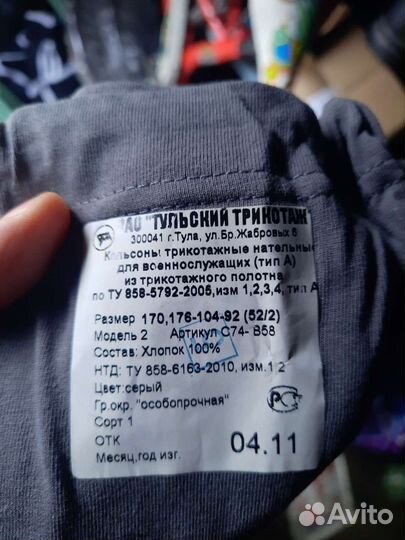 ЗАО "ТУЛЬСКИЙ ТРИКОТАЖ
300041 г.Тула, ул.Бр.Жабровых 6
Кальсоны трикотажные нательные
для военнослужащих (тип А)
из трикотажного полотна
по ТУ 858-5792-2005,изм 1,2,3,4, тип А
Размер 170,176-104-92 (52/2)
Модель 2 Артикул С74- В58
Состав: Хлопок 100%
НТД: ТУ 858-6163-2010, изм.1,2
Цвет:серый
Гр.окр. "особопрочная"
Сорт 1
ОТК
Месяц,год изг. 04.11
РСТ
Avito